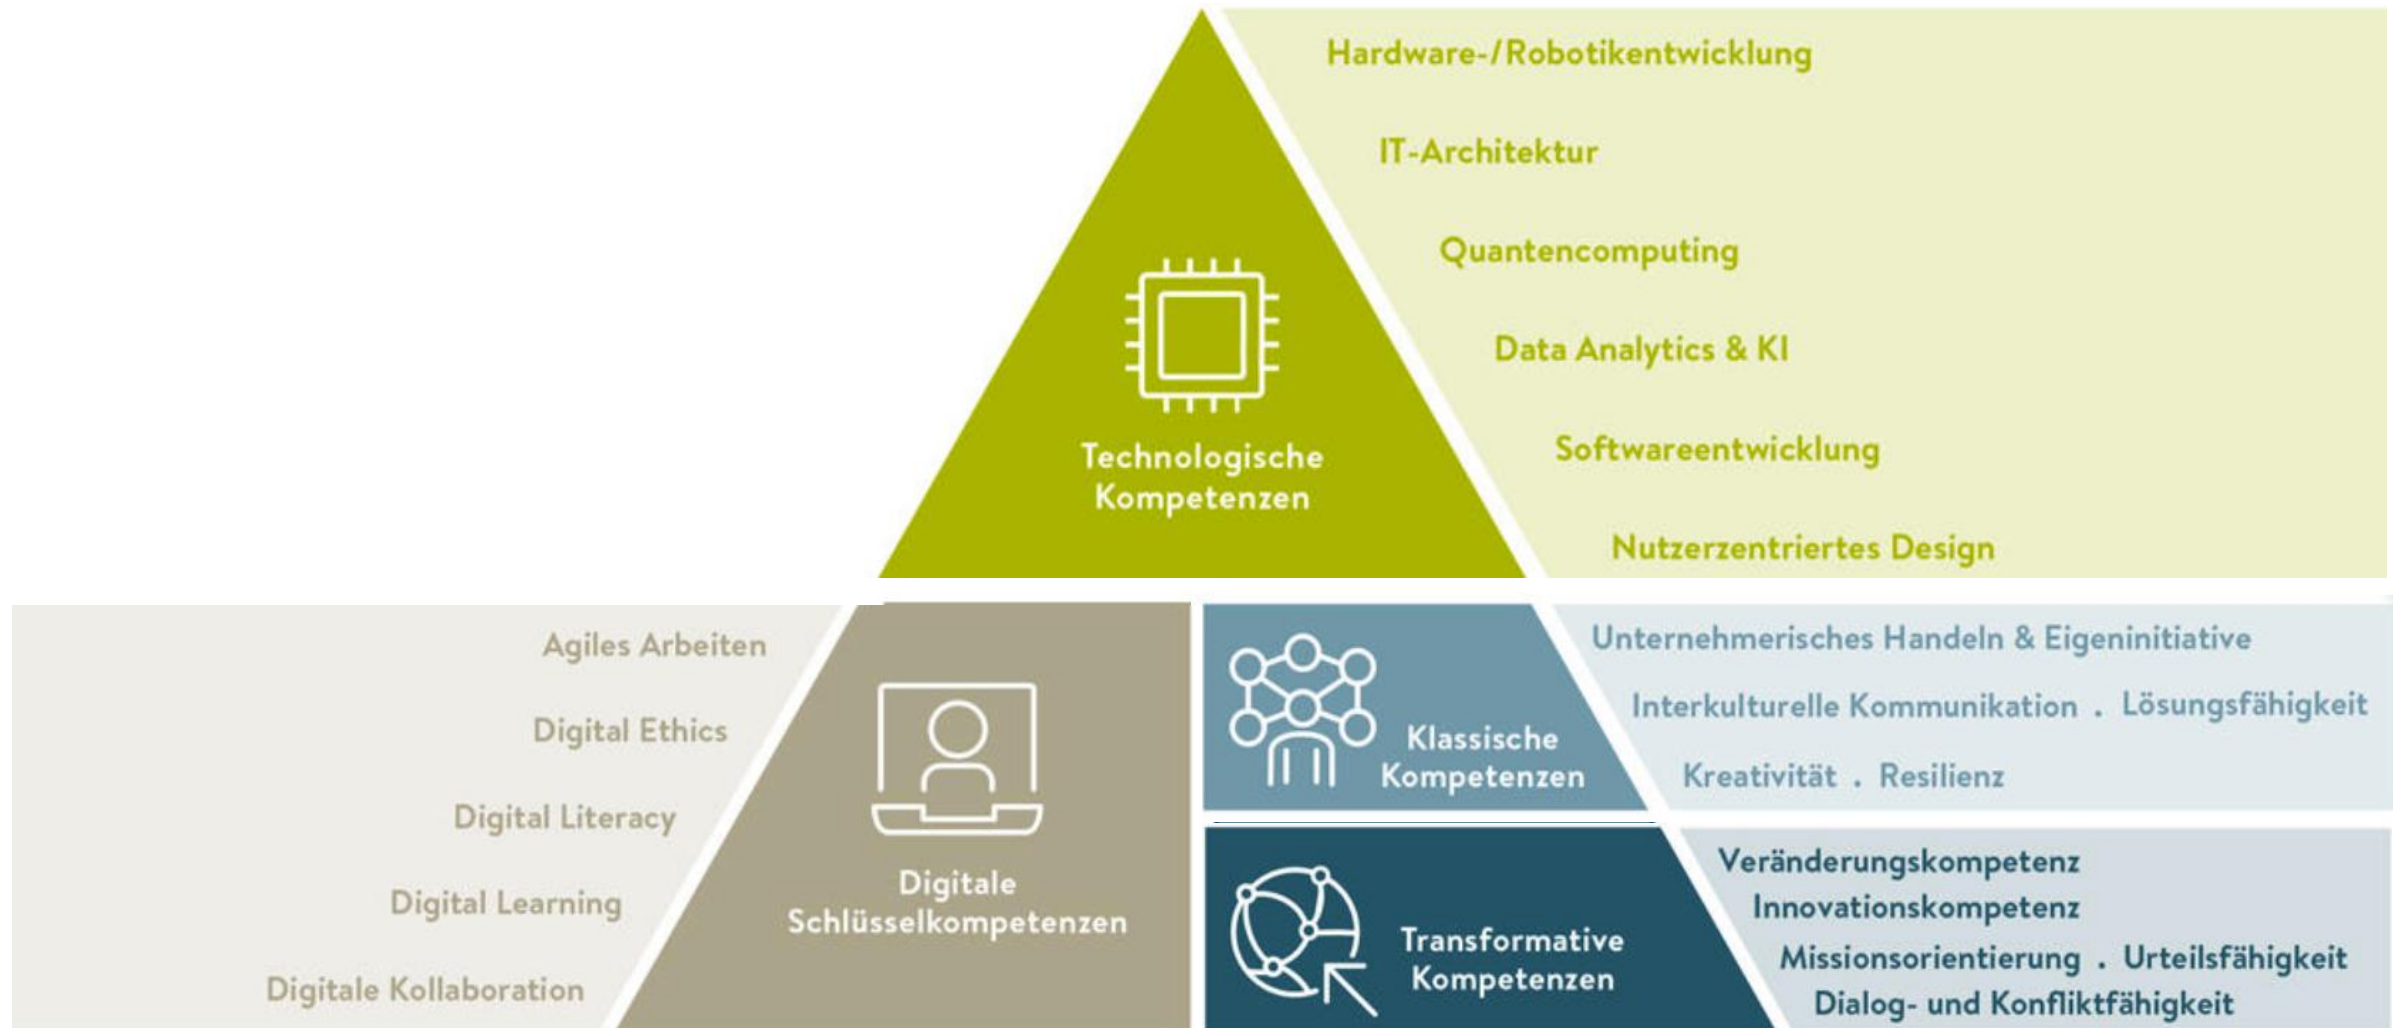 Hardware-/Robotikentwicklung
IT-Architektur
Quantencomputing
Data Analytics & KI
Softwareentwicklung
Nutzerzentriertes Design
Technologische
Kompetenzen
Agiles Arbeiten
Digital Ethics
Digital Literacy
Digital Learning
Digitale Kollaboration
Digitale
Schlüsselkompetenzen
Klassische
Kompetenzen
Unternehmerisches Handeln & Eigeninitiative
Interkulturelle Kommunikation . Lösungsfähigkeit
Kreativität . Resilienz
Transformative
Kompetenzen
Veränderungskompetenz
Innovationskompetenz
Missionsorientierung . Urteilsfähigkeit
Dialog- und Konfliktfähigkeit